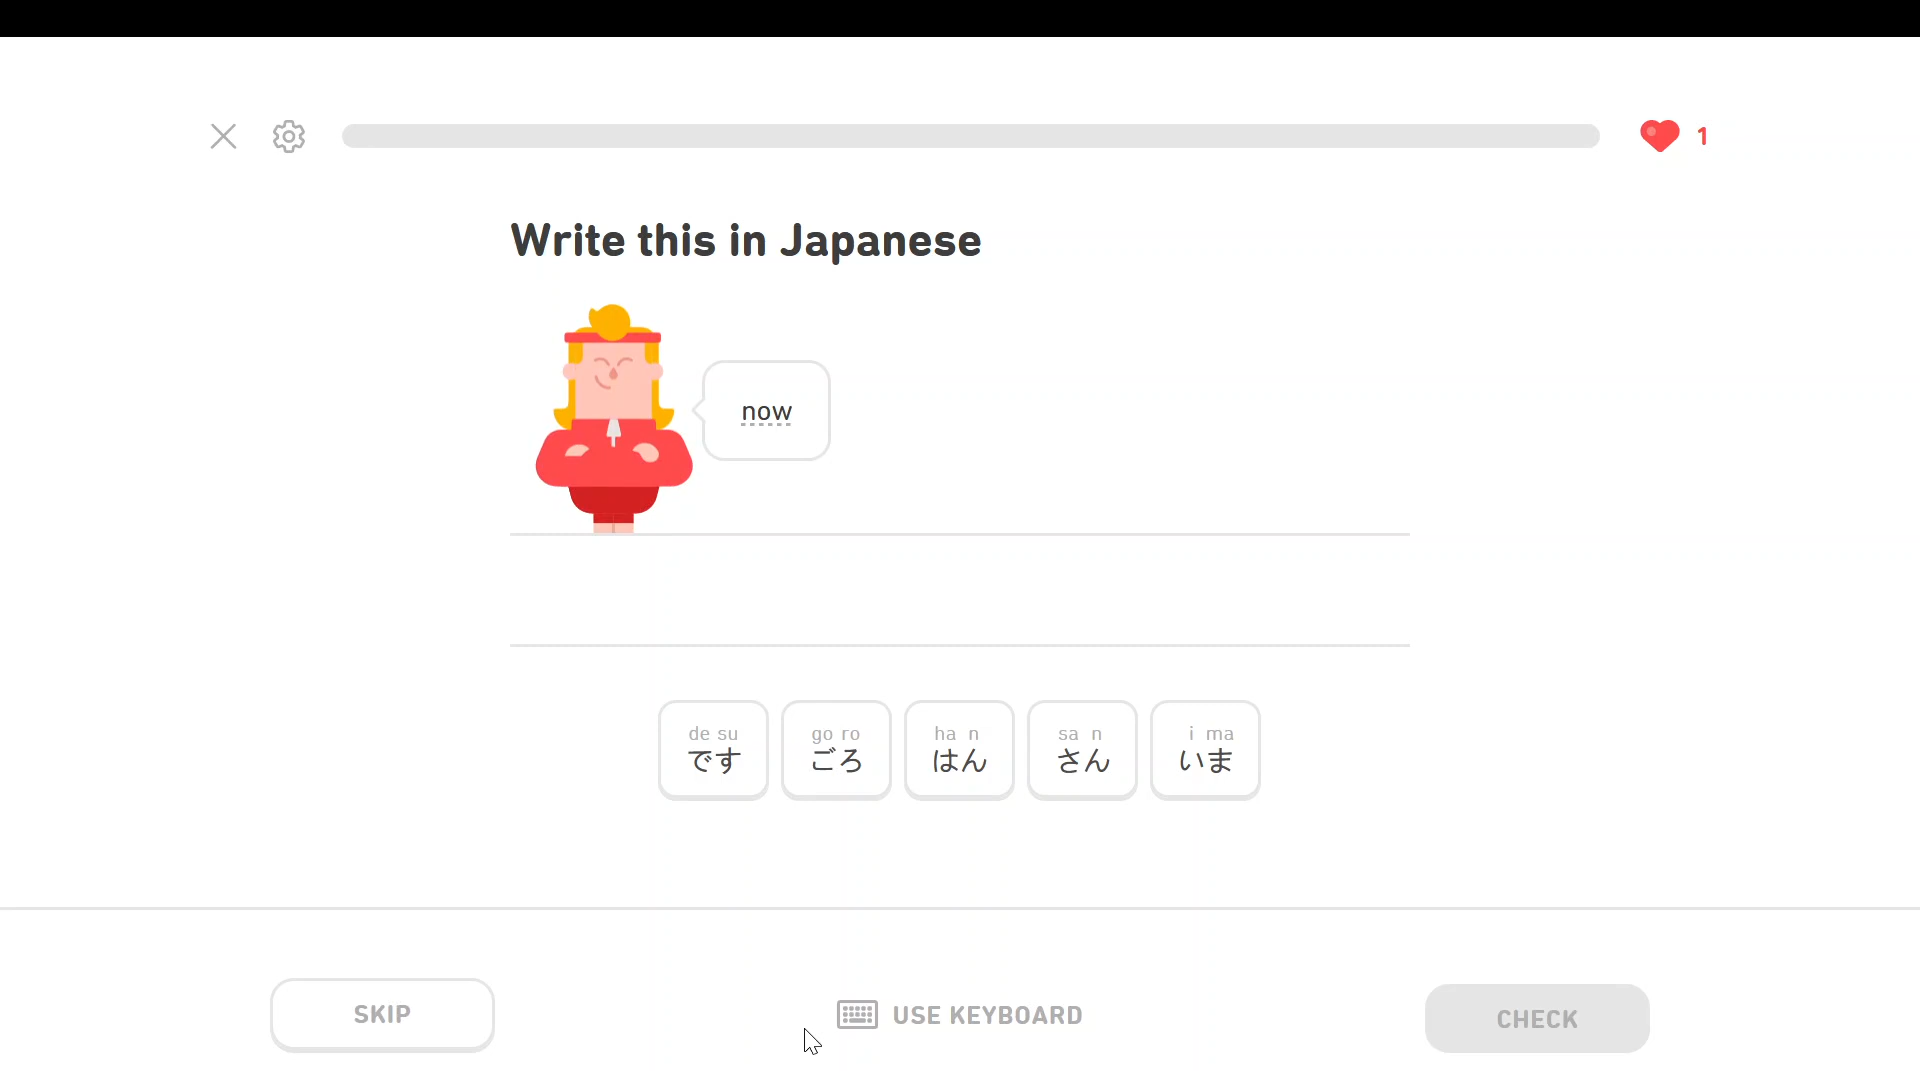 1
Write this in Japanese
now
de su go ro ha n sa n i ma
です ごろ はん さん いま
SKIP USE KEYBOARD CHECK